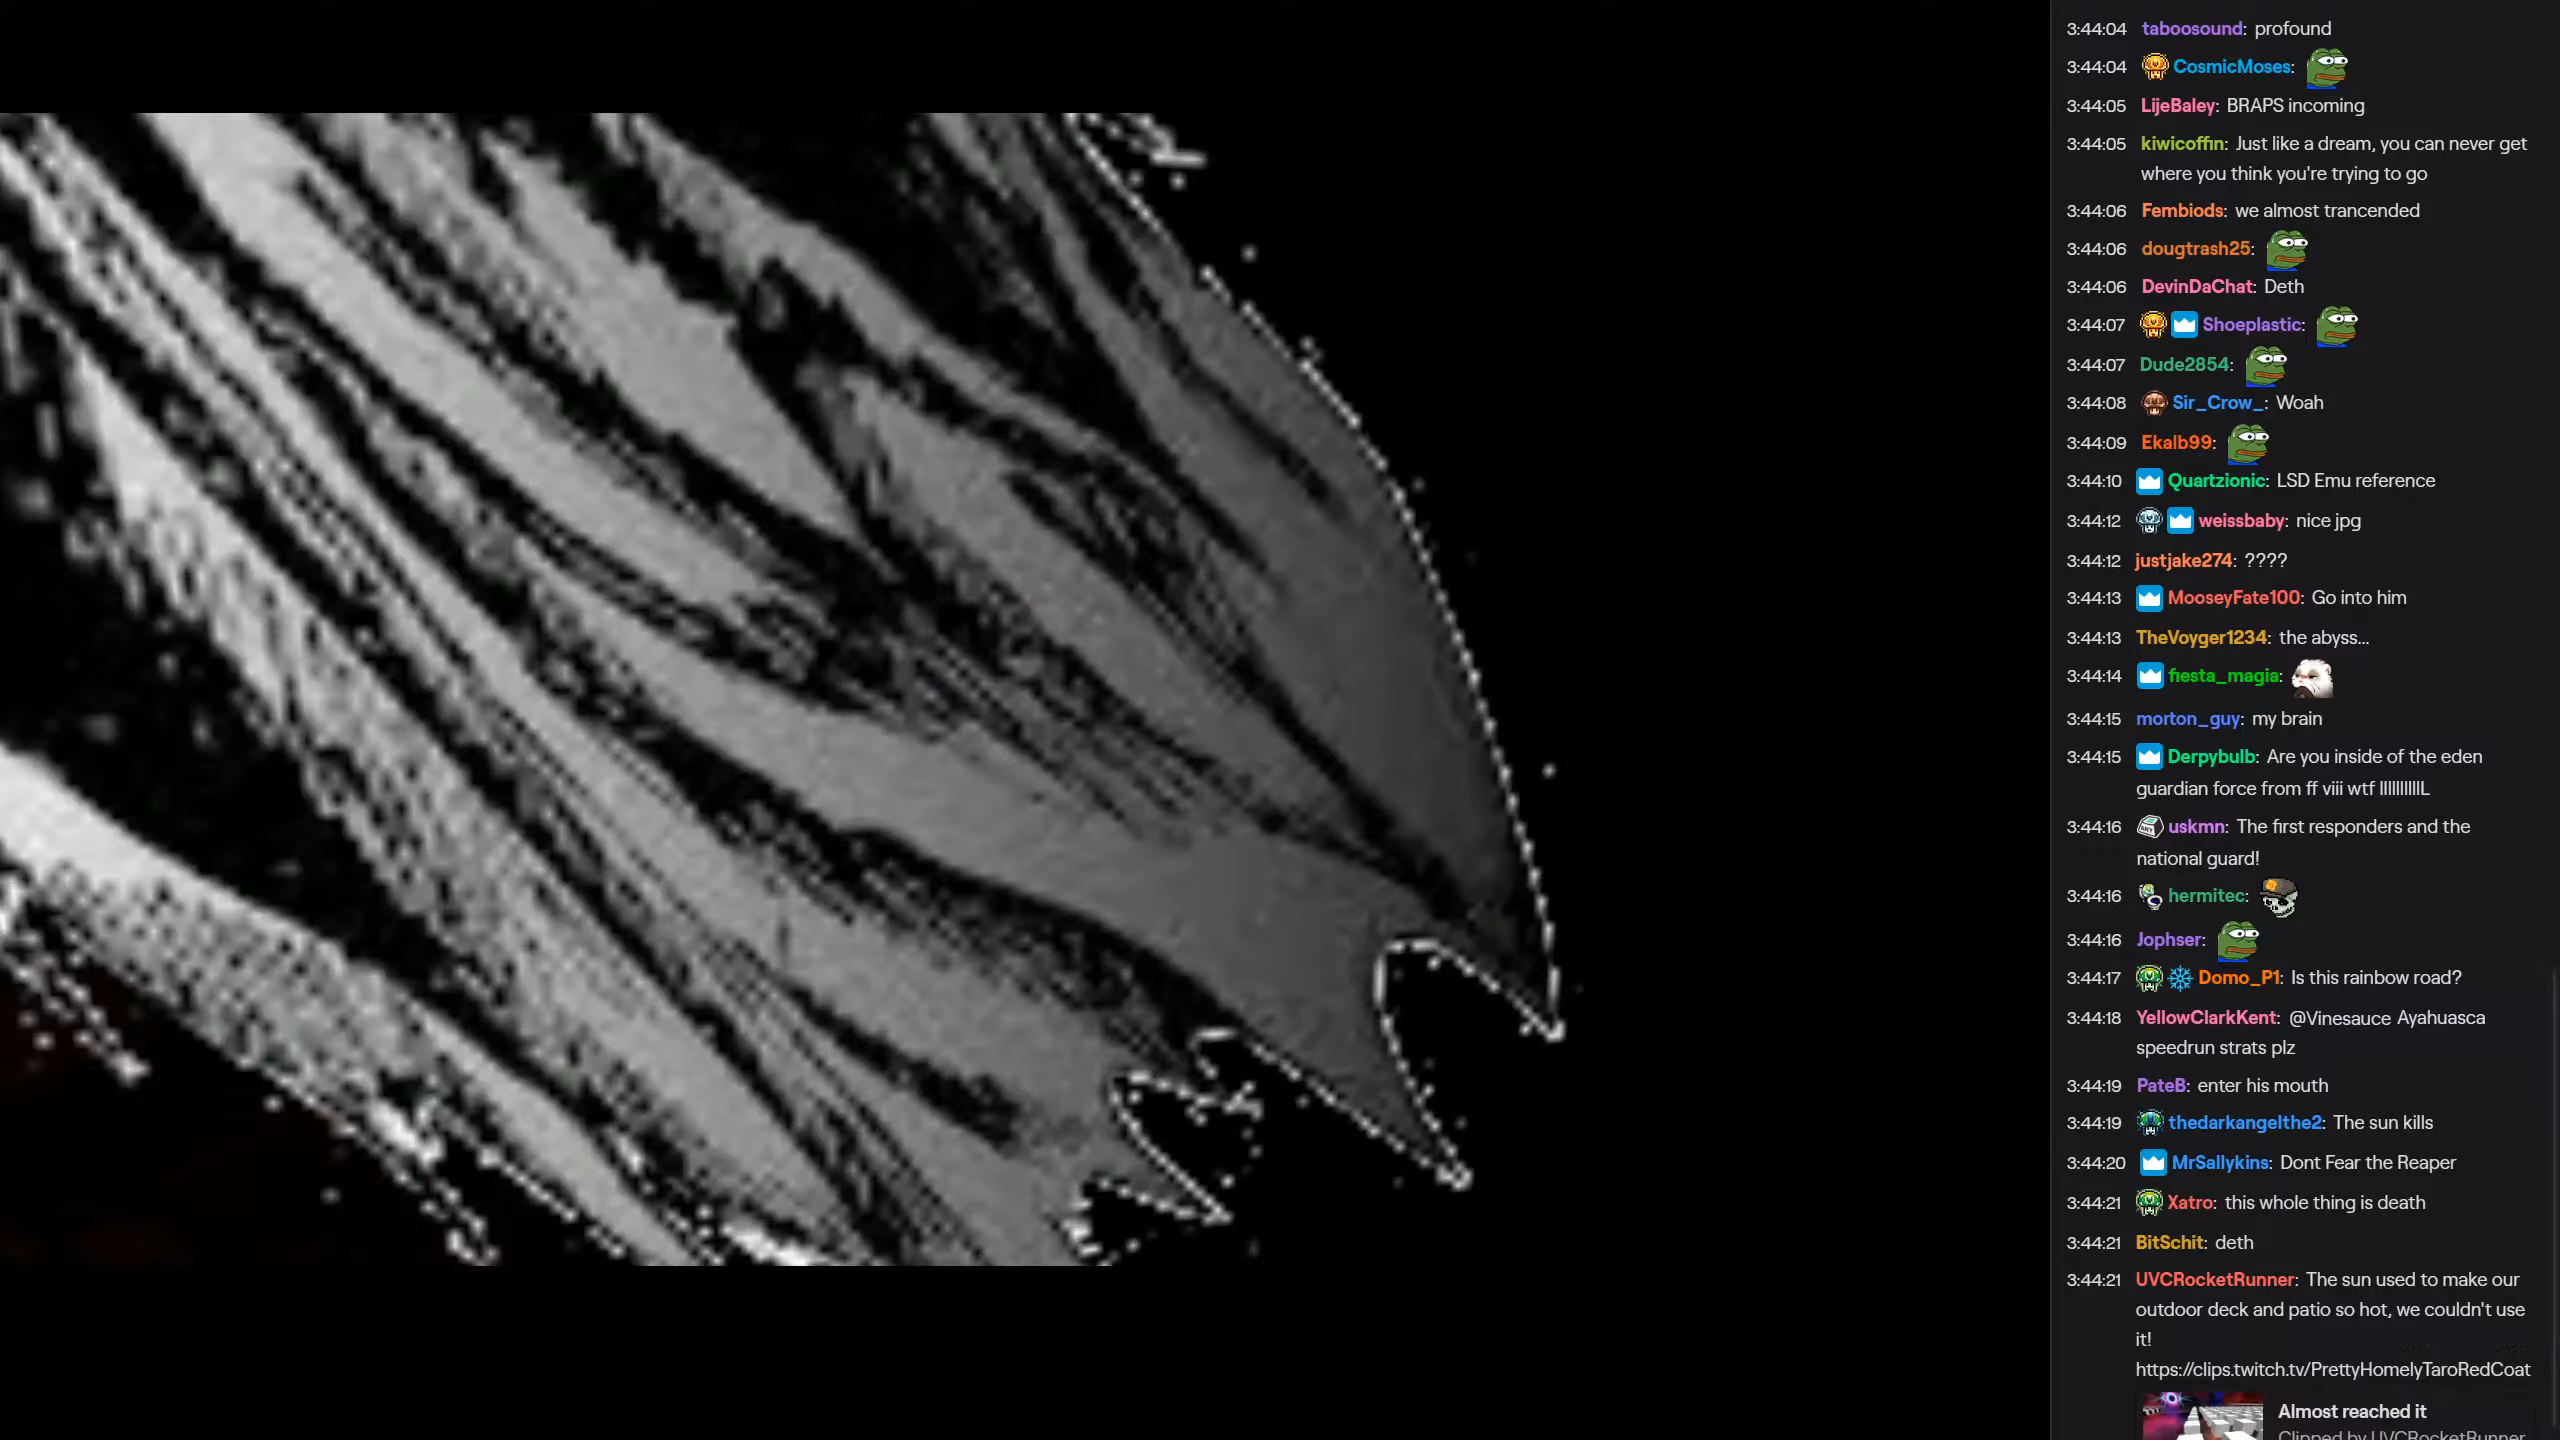 3:44:04 taboosound: profound
3:44:04 CosmicMoses:
3:44:05 LijeBaley: BRAPS incoming
3:44:05 kiwicoffin: Just like a dream, you can never get
where you think you're trying to go
3:44:06 Fembiods: we almost trancended
3:44:06 dougtrash25:
3:44:06 DevinDaChat: Deth
3:44:07 Shoeplastic:
3:44:07 Dude2854:
3:44:08 Sir_Crow_: Woah
3:44:09 Ekalb99:
3:44:10 Quartzionic: LSD Emu reference
3:44:12 weissbaby: nice jpg
3:44:12 justjake274: ????
3:44:13 MooseyFate100: Go into him
3:44:13 TheVoyger1234: the abyss...
3:44:14 fiesta_magia:
3:44:15 morton_guy: my brain
3:44:15 Derpybulb: Are you inside of the eden
guardian force from ff viii wtf llllllllllL
3:44:16 uskmn: The first responders and the
national guard!
3:44:16 hermitec:
3:44:16 Jophser:
3:44:17 Domo_P1: Is this rainbow road?
3:44:18 YellowClarkKent: @Vinesauce Ayahuasca
speedrun strats plz
3:44:19 PateB: enter his mouth
3:44:19 thedarkangelthe2: The sun kills
3:44:20 MrSallykins: Dont Fear the Reaper
3:44:21 Xatro: this whole thing is death
3:44:21 BitSchit: deth
3:44:21 UVCRocketRunner: The sun used to make our
outdoor deck and patio so hot, we couldn't use
it!
https://clips.twitch.tv/PrettyHomelyTaroRedCoat
Almost reached it
Clipped by UVCRocketRunner